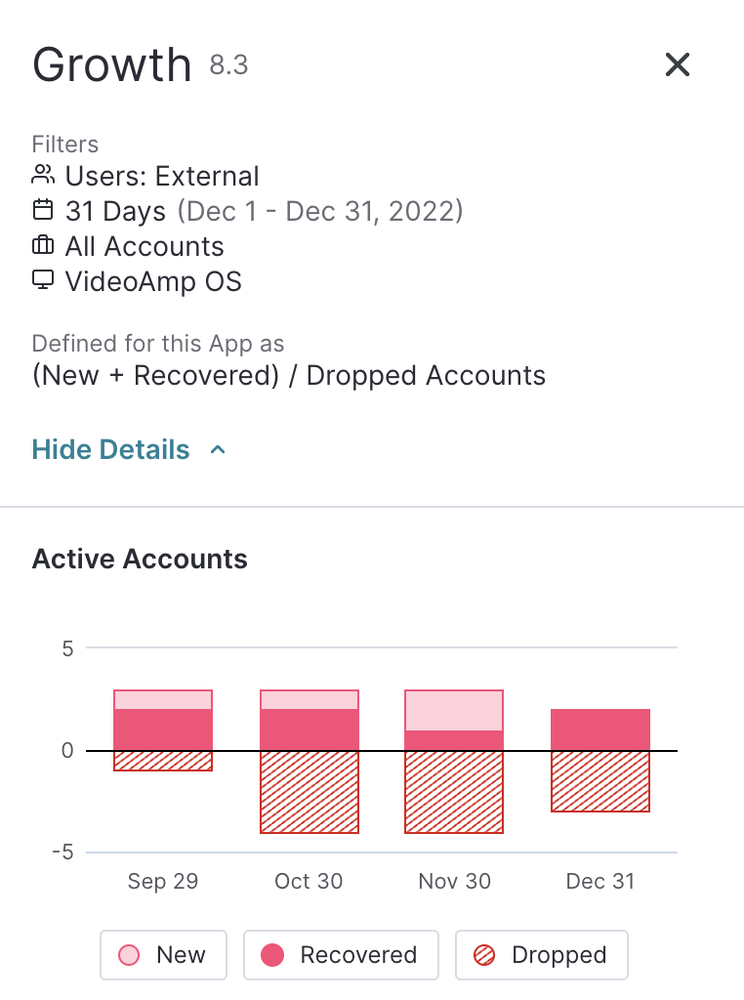 Growth 8.3
Filters
Users: External
31 Days (Dec 1 - Dec 31, 2022)
All Accounts
VideoAmp OS
Defined for this App as
(New + Recovered) / Dropped Accounts
Hide Details
Active Accounts
5
0
-5
Sep 29 Oct 30 Nov 30 Dec 31
New Recovered Dropped